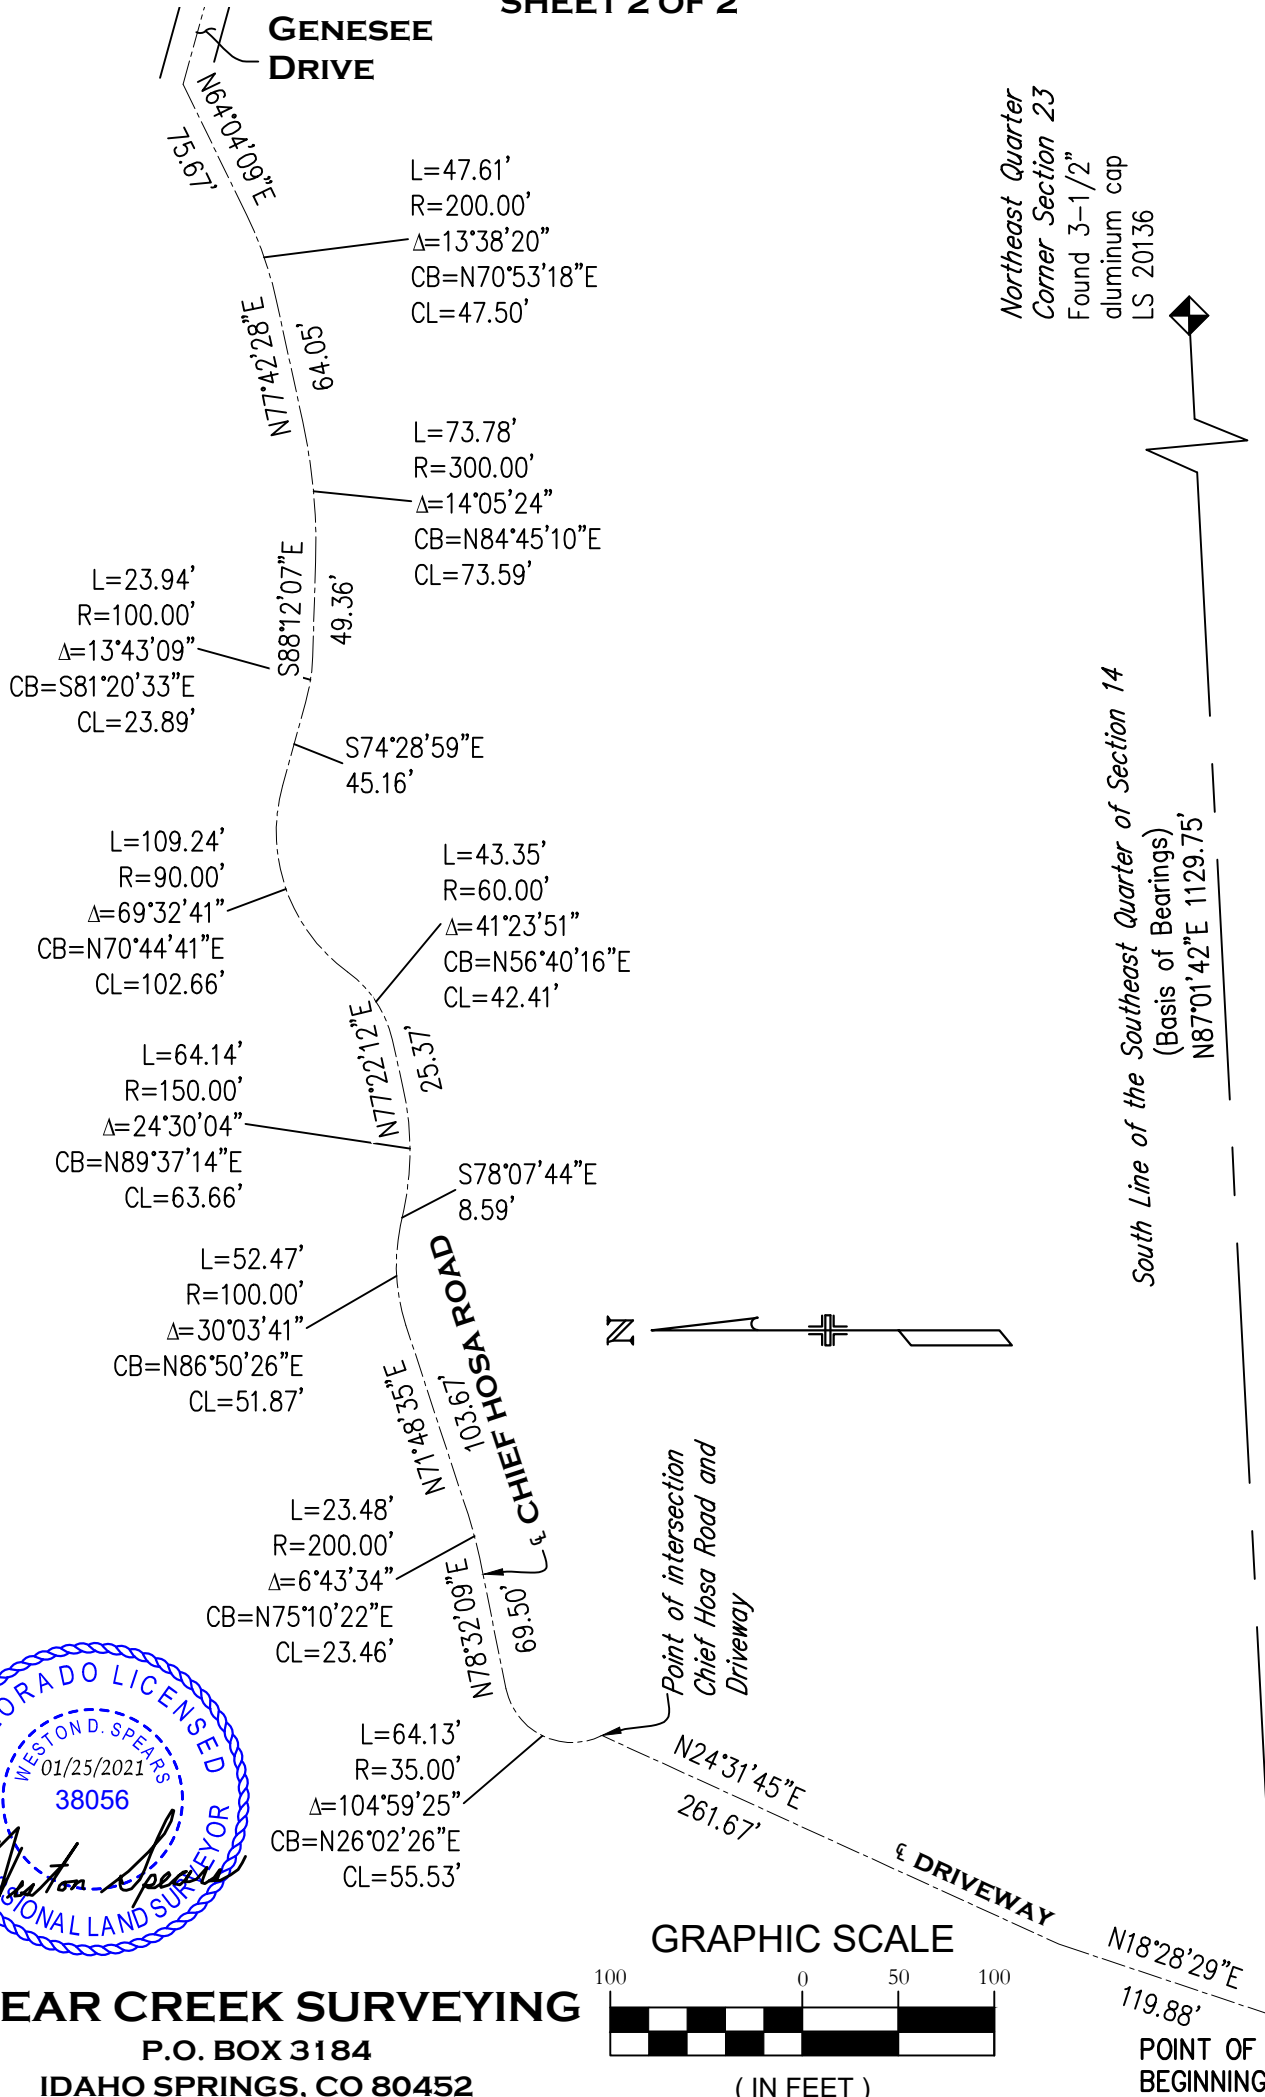 SHEET 2 OF 2
GENESEE
DRIVE
N64°04'09"E
75.67'
L=47.61'
R=200.00'
Δ=13°38'20"
CB=N70°53'18"E
CL=47.50'
Northeast Quarter
Corner Section 23
Found 3-1/2"
aluminum cap
LS 20136
N77°42'28"E
64.05'
L=73.78'
R=300.00'
Δ=14°05'24"
CB=N84°45'10"E
CL=73.59'
S88°12'07"E
49.36'
L=23.94'
R=100.00'
Δ=13°43'09"
CB=S81°20'33"E
CL=23.89'
S74°28'59"E
45.16'
South Line of the Southeast Quarter of Section 14
(Basis of Bearings)
N87°01'42"E 1129.75'
L=109.24'
R=90.00'
Δ=69°32'41"
CB=N70°44'41"E
CL=102.66'
L=43.35'
R=60.00'
Δ=41°23'51"
CB=N56°40'16"E
CL=42.41'
N77°22'12"E
25.37'
L=64.14'
R=150.00'
Δ=24°30'04"
CB=N89°37'14"E
CL=63.66'
S78°07'44"E
8.59'
L=52.47'
R=100.00'
Δ=30°03'41"
CB=N86°50'26"E
CL=51.87'
℄ CHIEF HOSA ROAD
N
N71°48'35"E
103.67'
L=23.48'
R=200.00'
Δ=6°43'34"
CB=N75°10'22"E
CL=23.46'
N78°32'09"E
69.50'
Point of intersection
Chief Hosa Road and
Driveway
L=64.13'
R=35.00'
Δ=104°59'25"
CB=N26°02'26"E
CL=55.53'
N24°31'45"E
261.67'
℄ DRIVEWAY
N18°28'29"E
119.88'
POINT OF
BEGINNING
ORADO LICENSED
WESTON D. SPEARS
01/25/2021
38056
Weston Spears
SIONAL LAND SURVEYOR
GRAPHIC SCALE
100 0 50 100
( IN FEET )
EAR CREEK SURVEYING
P.O. BOX 3184
IDAHO SPRINGS, CO 80452